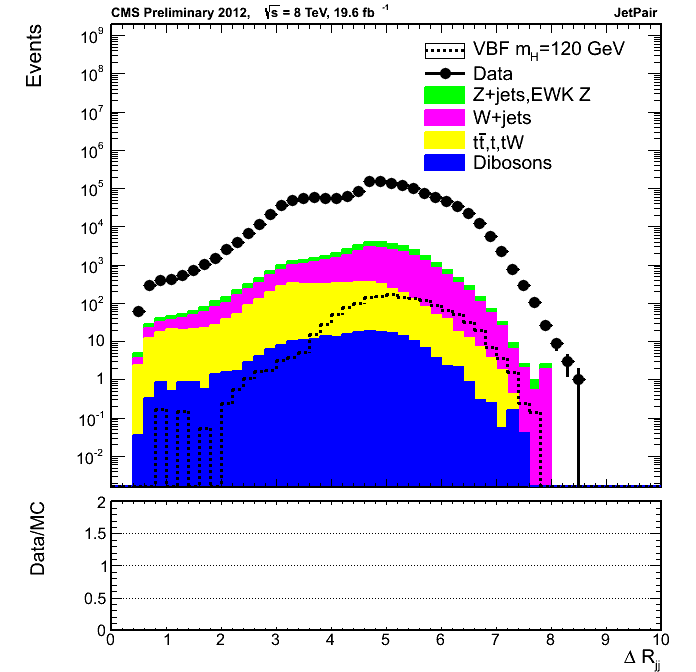 CMS Preliminary 2012, √s = 8 TeV, 19.6 fb⁻¹ JetPair
Events
10⁹
10⁸
10⁷
10⁶
10⁵
10⁴
10³
10²
10
1
10⁻¹
10⁻²
VBF m_H=120 GeV
Data
Z+jets,EWK Z
W+jets
tt̅,t,tW
Dibosons
Data/MC
2
1.5
1
0.5
0
0 1 2 3 4 5 6 7 8 9 10
Δ R_jj